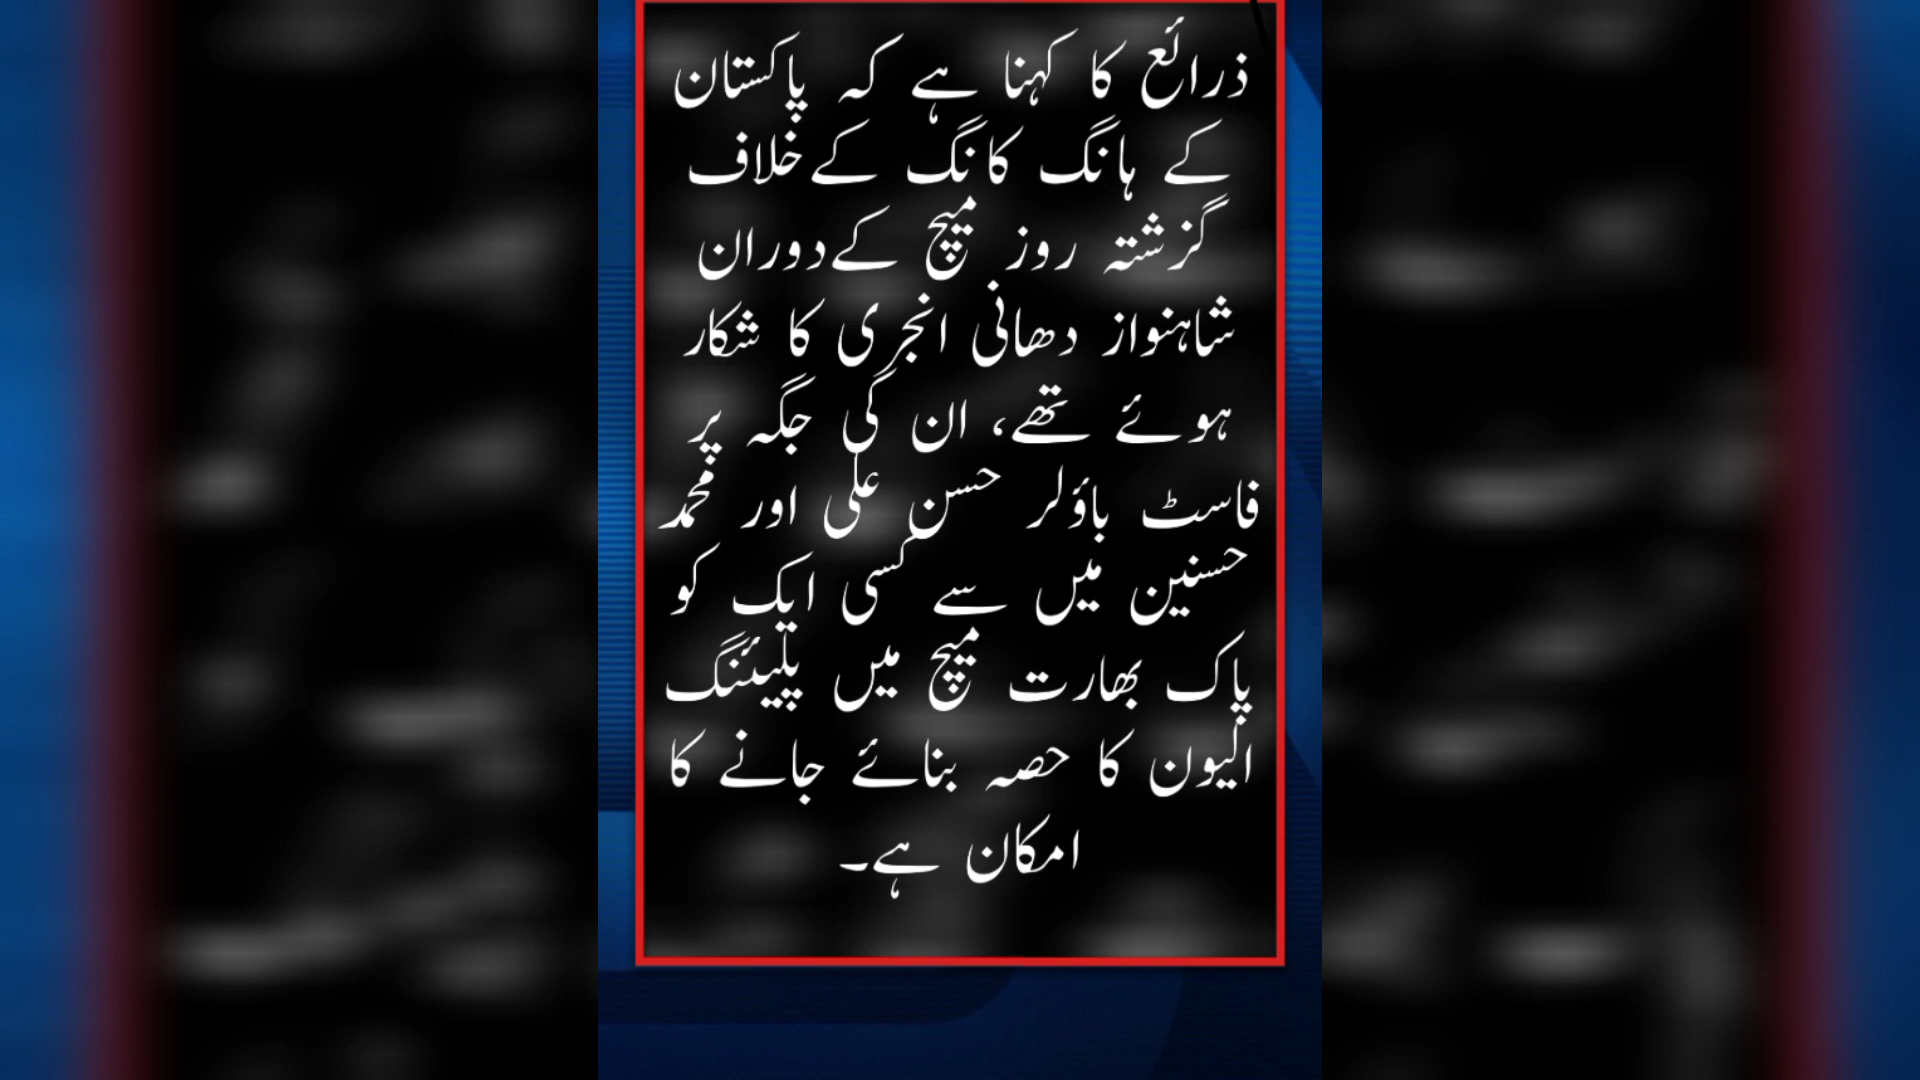 ذرائع کا کہنا ہے کہ پاکستان
کے ہانگ کانگ کے خلاف
گزشتہ روز میچ کے دوران
شاہنواز دھانی انجری کا شکار
ہوئے تھے، ان کی جگہ پر
فاسٹ باؤلر حسن علی اور محمد
حسنین میں سے کسی ایک کو
پاک بھارت میچ میں پلیئنگ
الیون کا حصہ بنائے جانے کا
امکان ہے۔